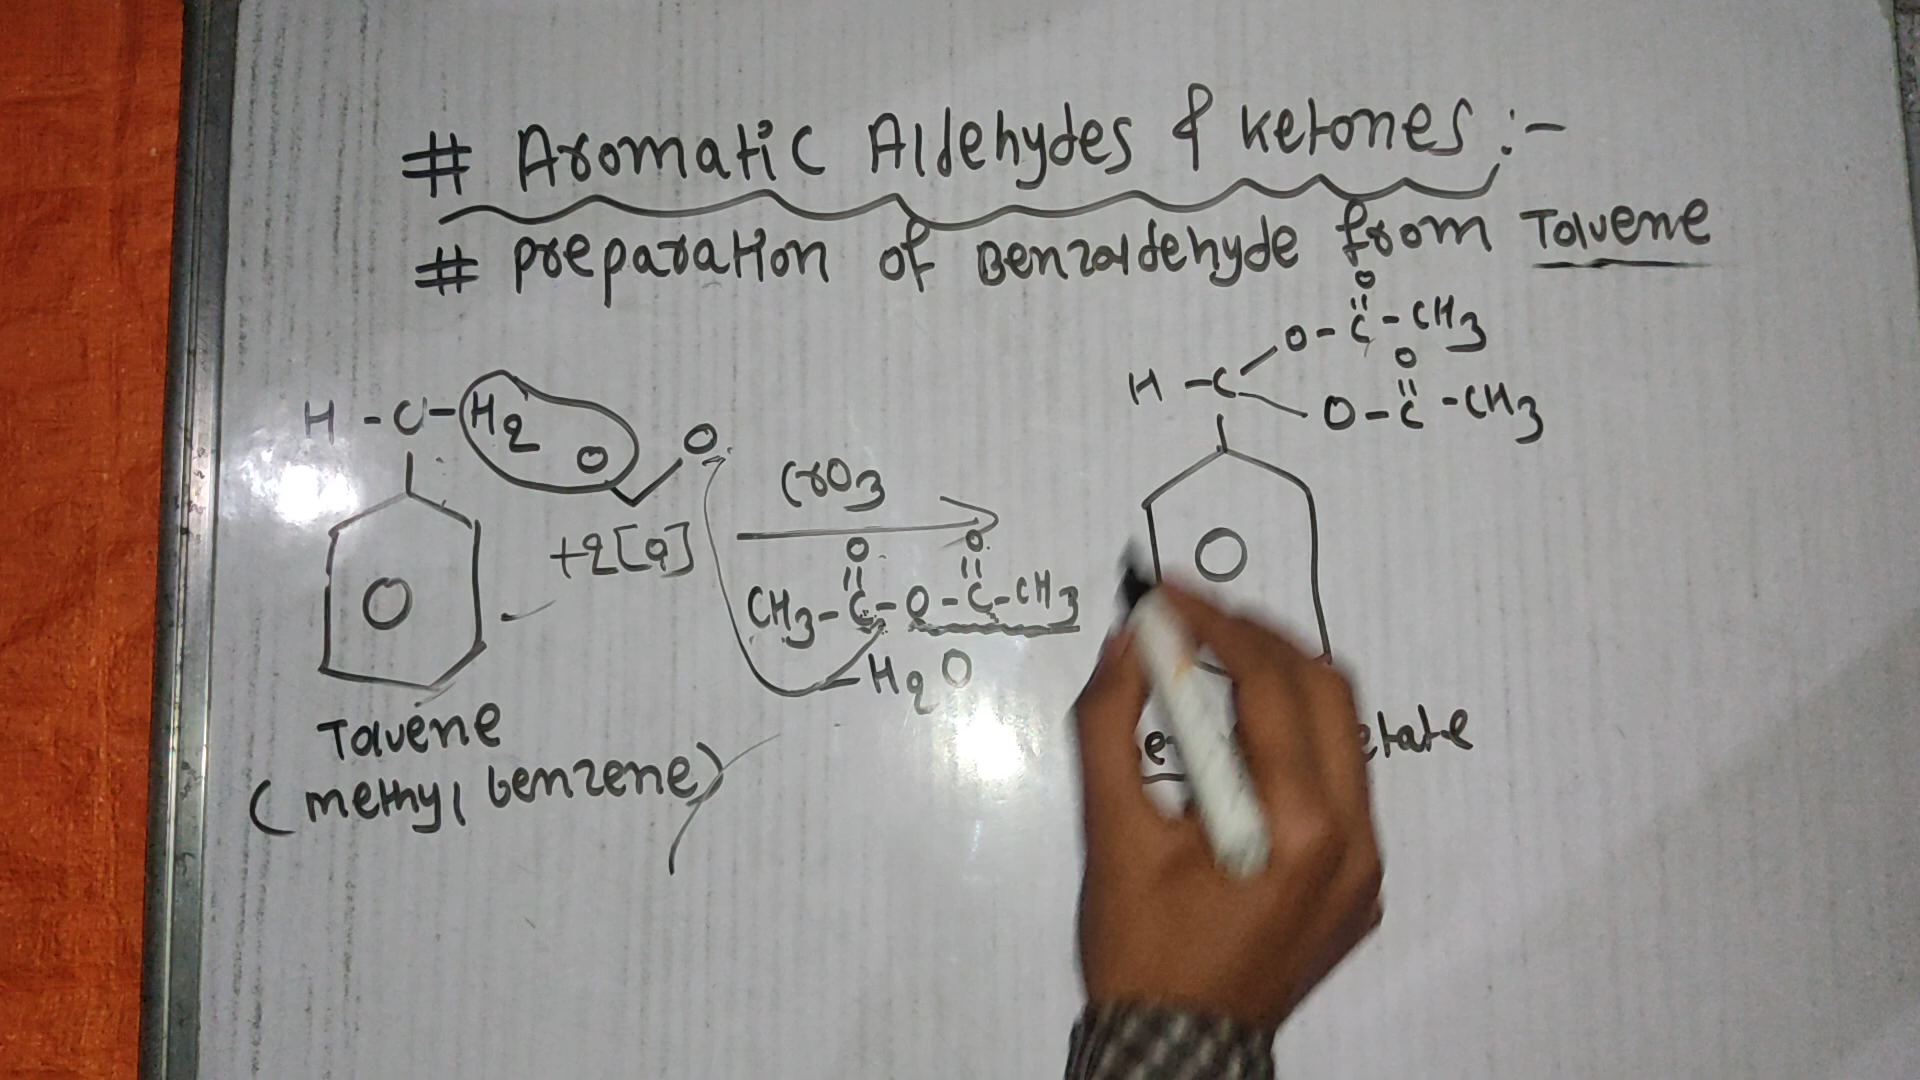 # Aromatic Aldehydes & Ketones :-
# Preparation of Benzaldehyde from Toluene
H - C - H2 O O
+2[O]
CrO3
CH3 - C - O - C - CH3
O O
- H2O
Toluene
(methyl benzene)
H - C
O - C - CH3
O
O - C - CH3
O